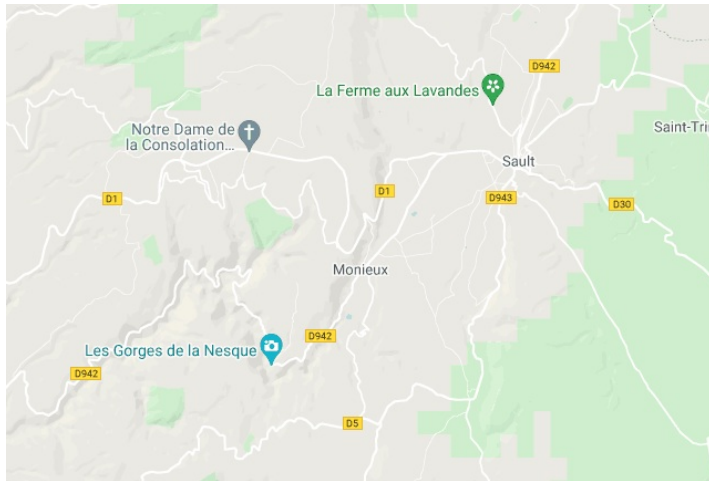 D942
La Ferme aux Lavandes
Notre Dame de
la Consolation...
Saint-Tri
Sault
D1
D1
D943
D30
Monieux
D942
Les Gorges de la Nesque
D942
D5